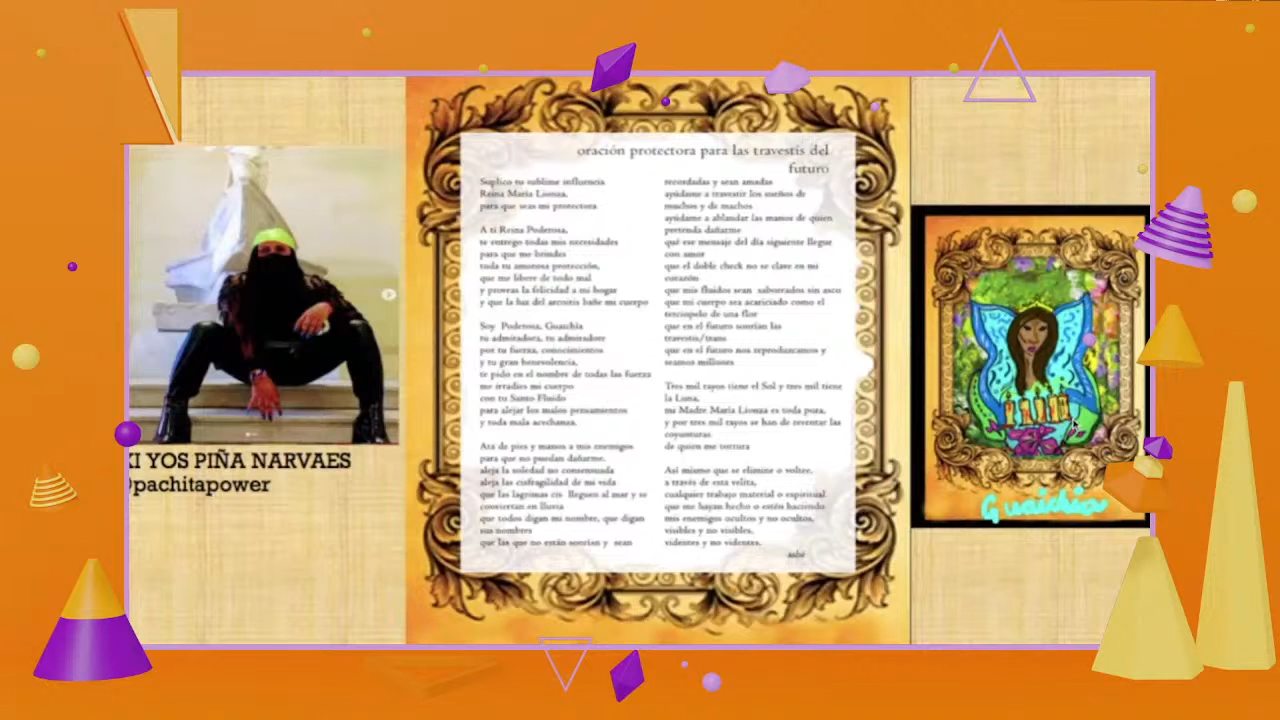 oración protectora para las travestis del
futuro
Suplico tu sublime influencia
Reina María Lionza,
para que seas mi protectora
A ti Reina Poderosa,
te entrego todas mis necesidades
para que me brindes
toda tu amorosa protección,
que me libere de todo mal
y proveas la felicidad a mi hogar
y que la luz del arcoiris bañe mi cuerpo
Soy Poderosa, Guaichía
tu admiradora, tu admiradore
por tu fuerza, conocimientos
y tu gran benevolencia,
te pido en el nombre de todas las fuerza
me irradies mi cuerpo
con tu Santo Fluido
para alejar los malos pensamientos
y toda mala acechanza.
Ata de pies y manos a mis enemigos
para que no puedan dañarme.
aleja la soledad no consensuada
aleja las cisfragilidad de mi vida
que las lagrimas cis lleguen al mar y se
conviertan en lluvia
que todos digan mi nombre, que digan
sus nombres
que las que no están sonrían y sean
recordadas y sean amadas
ayúdame a travestir los sueños de
muchos y de machos
ayúdame a ablandar las manos de quien
pretenda dañarme
qué ese mensaje del día siguiente llegue
con amor
que el doble check no se clave en mi
corazón
que mis fluidos sean saboreados sin asco
que mi cuerpo sea acariciado como el
terciopelo de una flor
que en el futuro sonrían las
travestis/trans
que en el futuro nos reproduzcamos y
seamos millones
Tres mil rayos tiene el Sol y tres mil tiene
la Luna,
mi Madre María Lionza es toda pura,
y por tres mil rayos se han de reventar las
coyunturas
de quien me tortura
Así mismo que se elimine o voltee,
a través de esta velita,
cualquier trabajo material o espiritual
que me hayan hecho o estén haciendo
mis enemigos ocultos y no ocultos,
visibles y no visibles,
videntes y no videntes.
ashé
KI YOS PIÑA NARVAES
@pachitapower
Guaichía